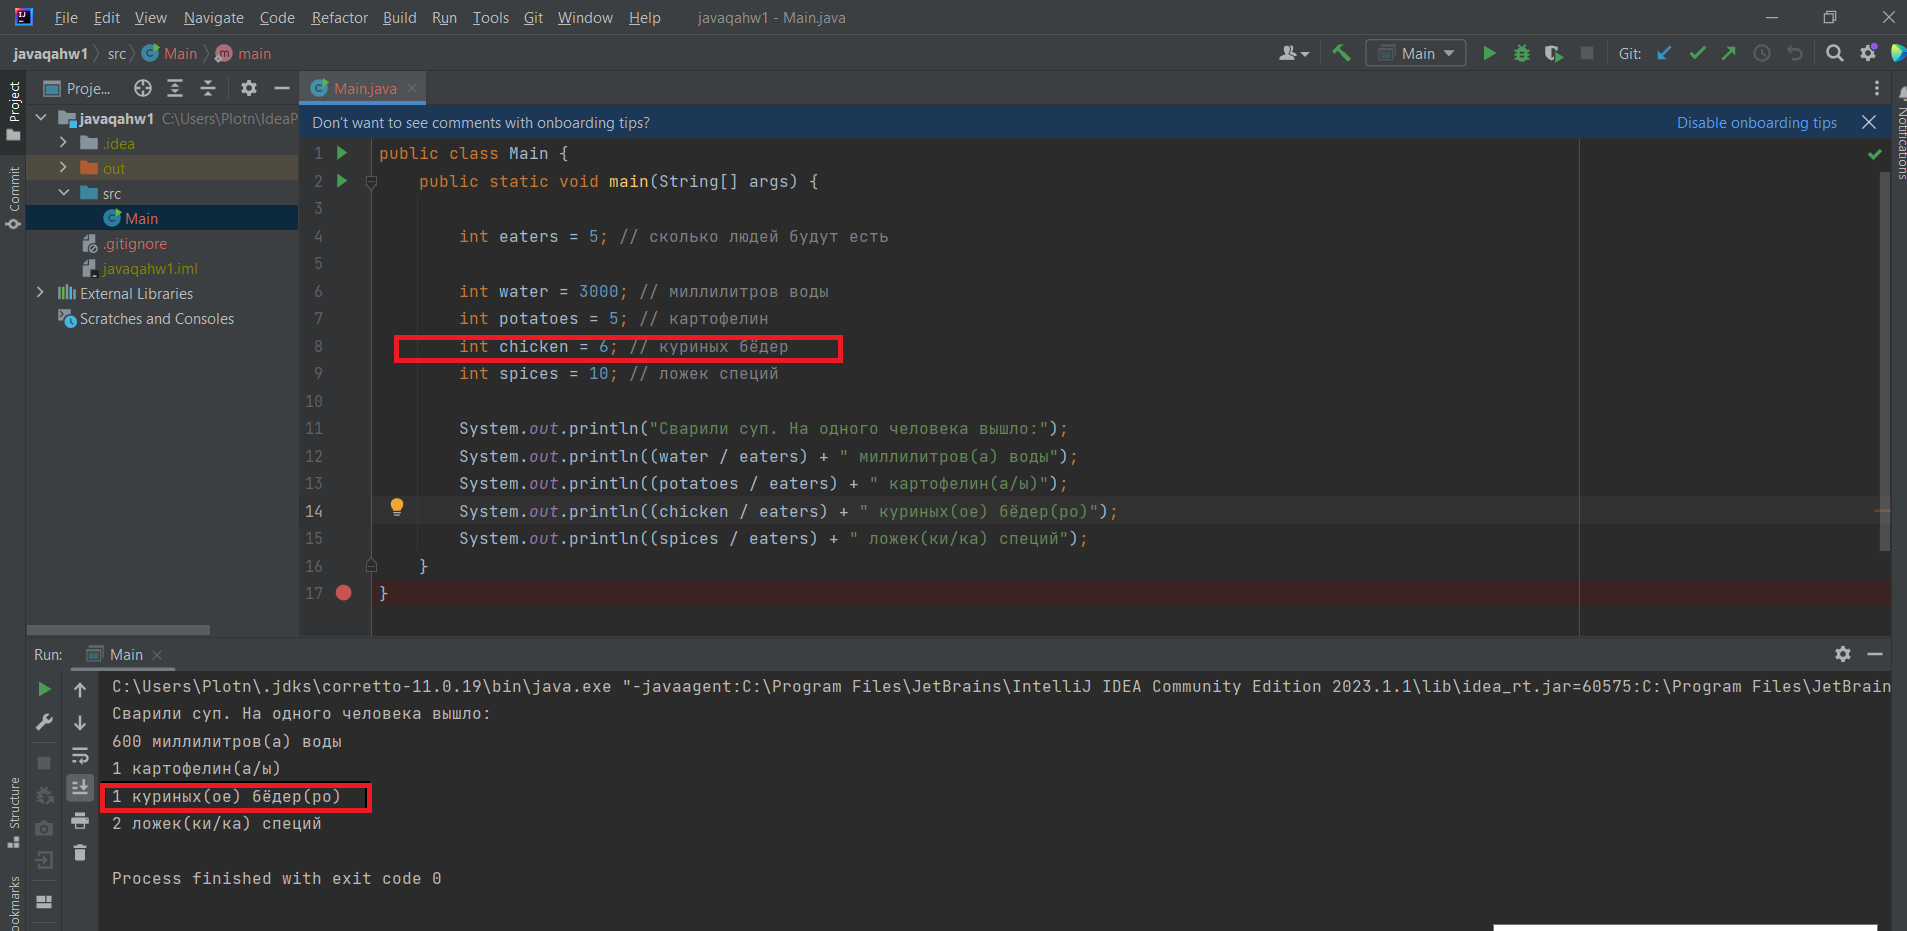 File Edit View Navigate Code Refactor Build Run Tools Git Window Help javaqahw1 - Main.java
javaqahw1 src Main main
Main Git:
Project
Commit
Structure
Notifications
Proje...
javaqahw1 C:\Users\Plotn\IdeaP
.idea
out
src
Main
.gitignore
javaqahw1.iml
External Libraries
Scratches and Consoles
Main.java
Don't want to see comments with onboarding tips? Disable onboarding tips
1 public class Main {
2 public static void main(String[] args) {
3
4 int eaters = 5; // сколько людей будут есть
5
6 int water = 3000; // миллилитров воды
7 int potatoes = 5; // картофелин
8 int chicken = 6; // куриных бёдер
9 int spices = 10; // ложек специй
10
11 System.out.println("Сварили суп. На одного человека вышло:");
12 System.out.println((water / eaters) + " миллилитров(а) воды");
13 System.out.println((potatoes / eaters) + " картофелин(а/ы)");
14 System.out.println((chicken / eaters) + " куриных(ое) бёдер(ро)");
15 System.out.println((spices / eaters) + " ложек(ки/ка) специй");
16 }
17 }
Run: Main
C:\Users\Plotn\.jdks\corretto-11.0.19\bin\java.exe "-javaagent:C:\Program Files\JetBrains\IntelliJ IDEA Community Edition 2023.1.1\lib\idea_rt.jar=60575:C:\Program Files\JetBrain
Сварили суп. На одного человека вышло:
600 миллилитров(а) воды
1 картофелин(а/ы)
1 куриных(ое) бёдер(ро)
2 ложек(ки/ка) специй
Process finished with exit code 0